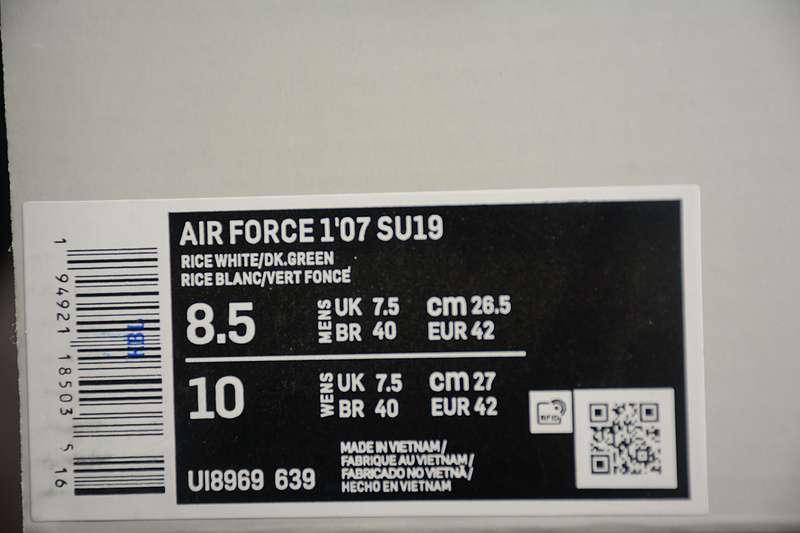 AIR FORCE 1'07 SU19
RICE WHITE/DK.GREEN
RICE BLANC/VERT FONCÉ
8.5 MENS UK 7.5 cm 26.5
BR 40 EUR 42
10 WENS UK 7.5 cm 27
BR 40 EUR 42
UI8969 639
MADE IN VIETNAM/
FABRIQUE AU VIETNAM/
FABRICADO NO VIETNÃ/
HECHO EN VIETNAM
RFID
1 94921 18503 5 16
HBL